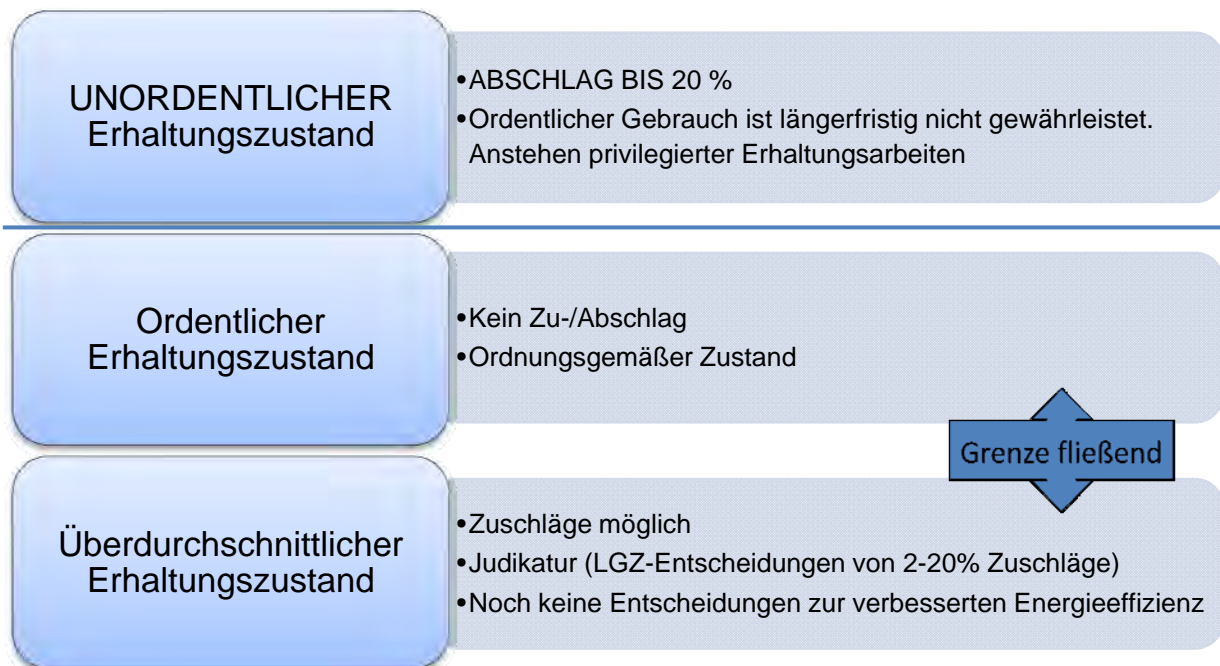 UNORDENTLICHER
Erhaltungszustand
•ABSCHLAG BIS 20 %
•Ordentlicher Gebrauch ist längerfristig nicht gewährleistet.
Anstehen privilegierter Erhaltungsarbeiten
Ordentlicher
Erhaltungszustand
•Kein Zu-/Abschlag
•Ordnungsgemäßer Zustand
Grenze fließend
Überdurchschnittlicher
Erhaltungszustand
•Zuschläge möglich
•Judikatur (LGZ-Entscheidungen von 2-20% Zuschläge)
•Noch keine Entscheidungen zur verbesserten Energieeffizienz